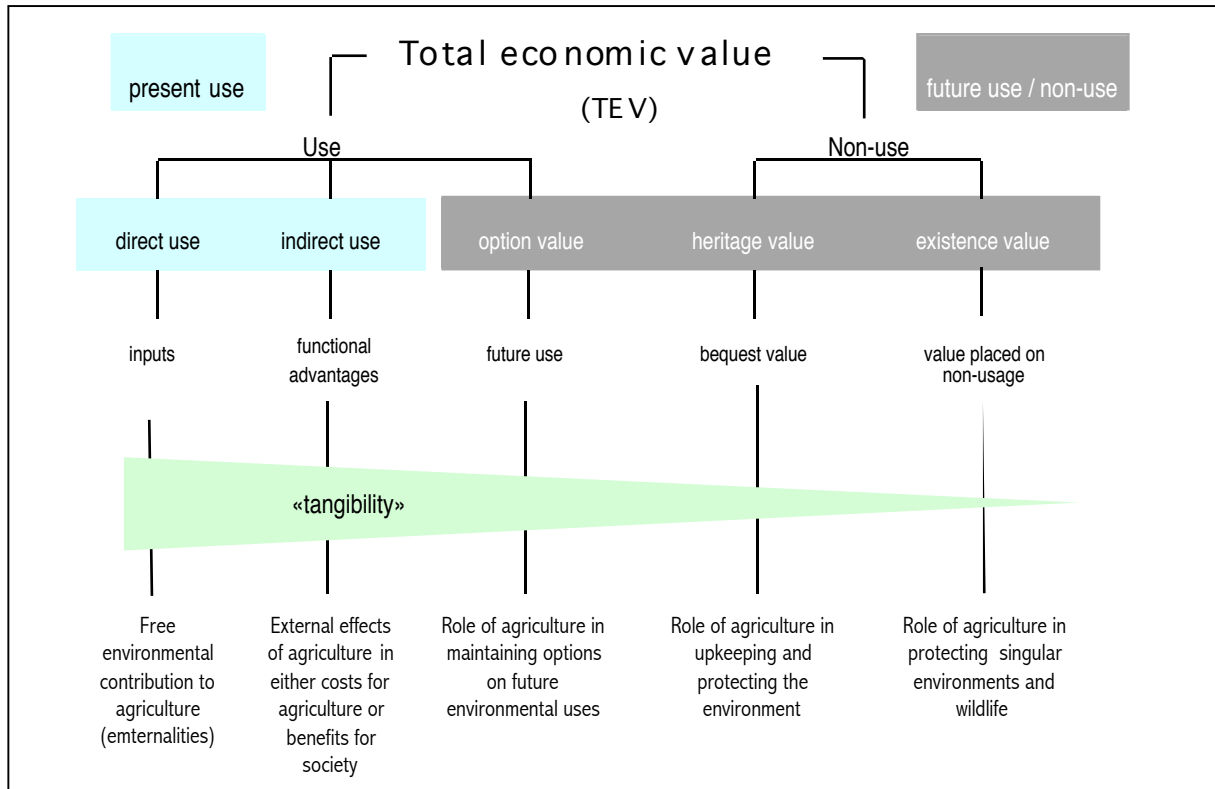 Total economic value
(TEV)
present use
future use / non-use
Use
Non-use
direct use
indirect use
option value
heritage value
existence value
inputs
functional
advantages
future use
bequest value
value placed on
non-usage
«tangibility»
Free
environmental
contribution to
agriculture
(emternalities)
External effects
of agriculture in
either costs for
agriculture or
benefits for
society
Role of agriculture in
maintaining options
on future
environmental uses
Role of agriculture in
upkeeping and
protecting the
environment
Role of agriculture in
protecting singular
environments and
wildlife